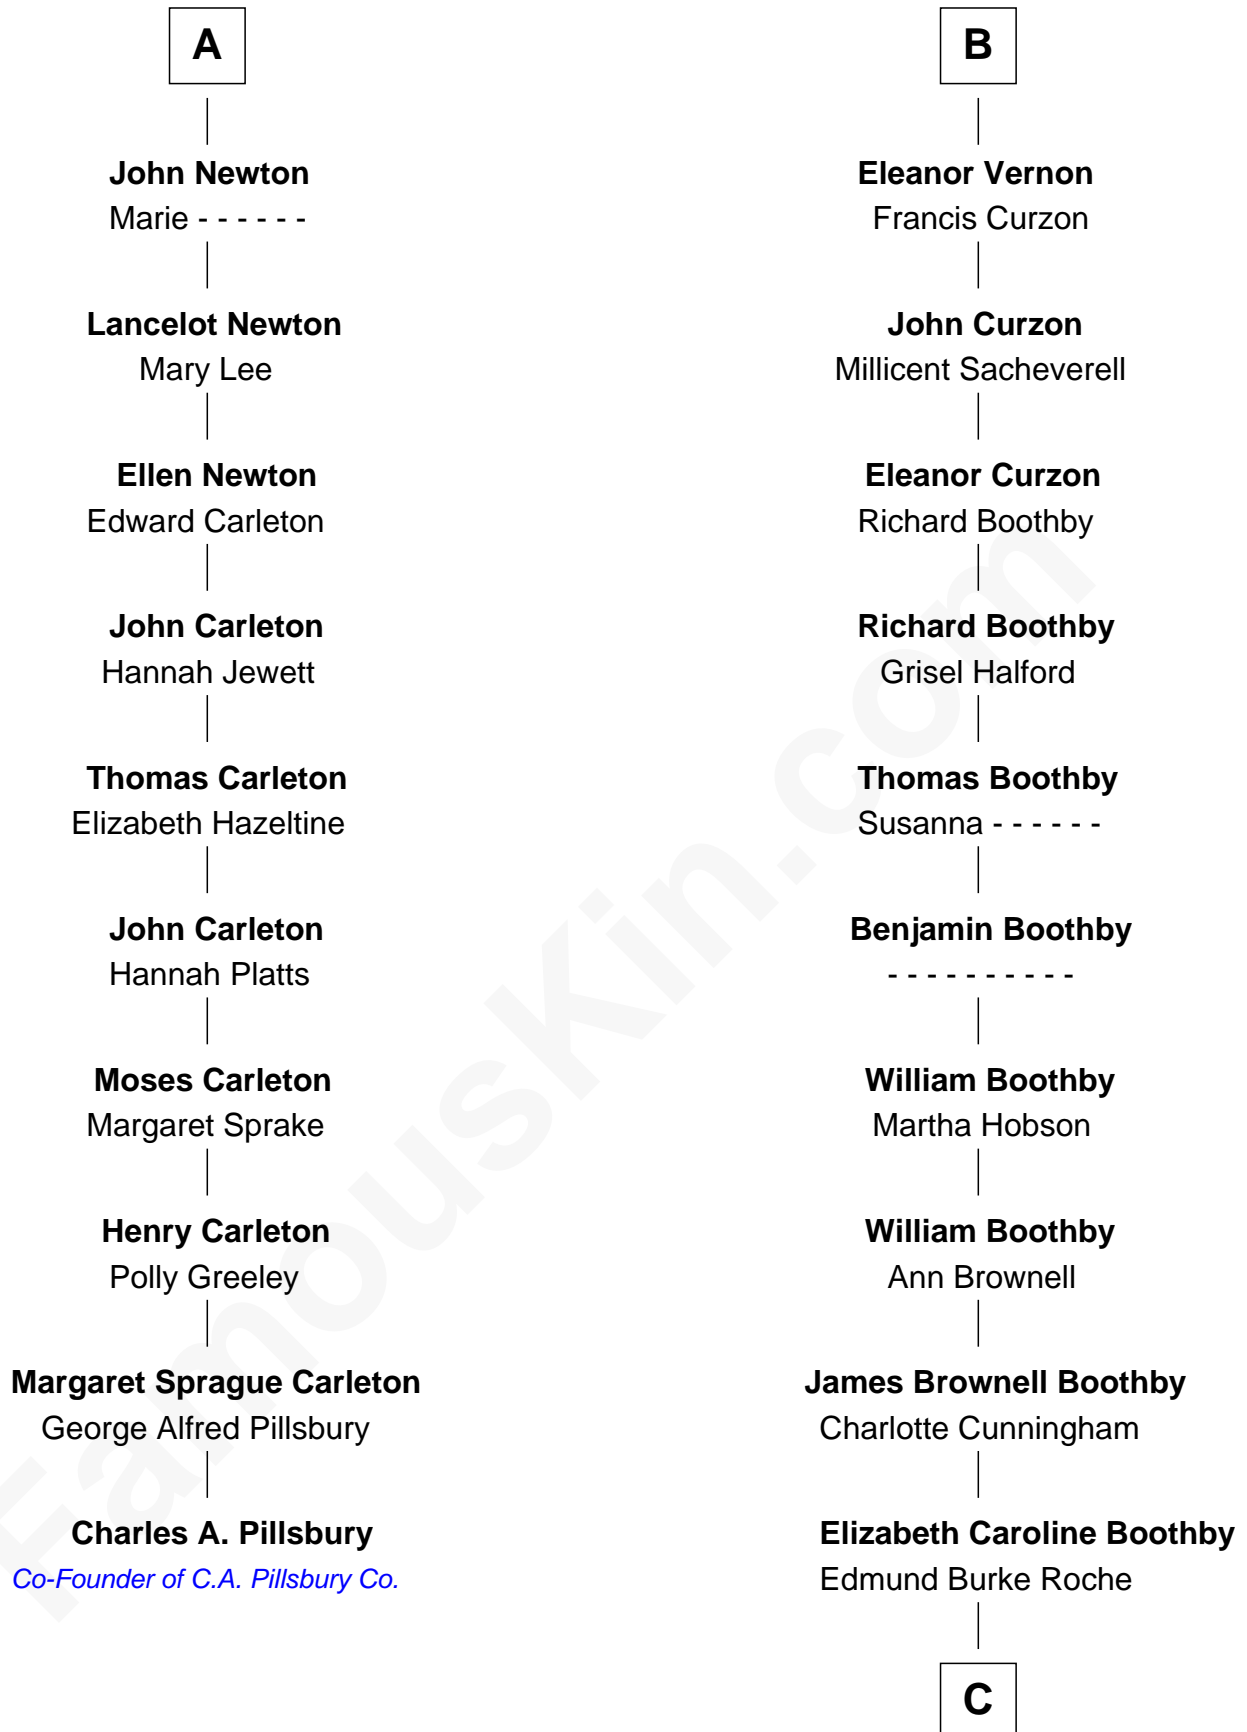 A
John Newton
Marie - - - - - -
Lancelot Newton
Mary Lee
Ellen Newton
Edward Carleton
John Carleton
Hannah Jewett
Thomas Carleton
Elizabeth Hazeltine
John Carleton
Hannah Platts
Moses Carleton
Margaret Sprake
Henry Carleton
Polly Greeley
Margaret Sprague Carleton
George Alfred Pillsbury
Charles A. Pillsbury
Co-Founder of C.A. Pillsbury Co.
B
Eleanor Vernon
Francis Curzon
John Curzon
Millicent Sacheverell
Eleanor Curzon
Richard Boothby
Richard Boothby
Grisel Halford
Thomas Boothby
Susanna - - - - - -
Benjamin Boothby
- - - - - - - - - -
William Boothby
Martha Hobson
William Boothby
Ann Brownell
James Brownell Boothby
Charlotte Cunningham
Elizabeth Caroline Boothby
Edmund Burke Roche
C
FamousKin.com